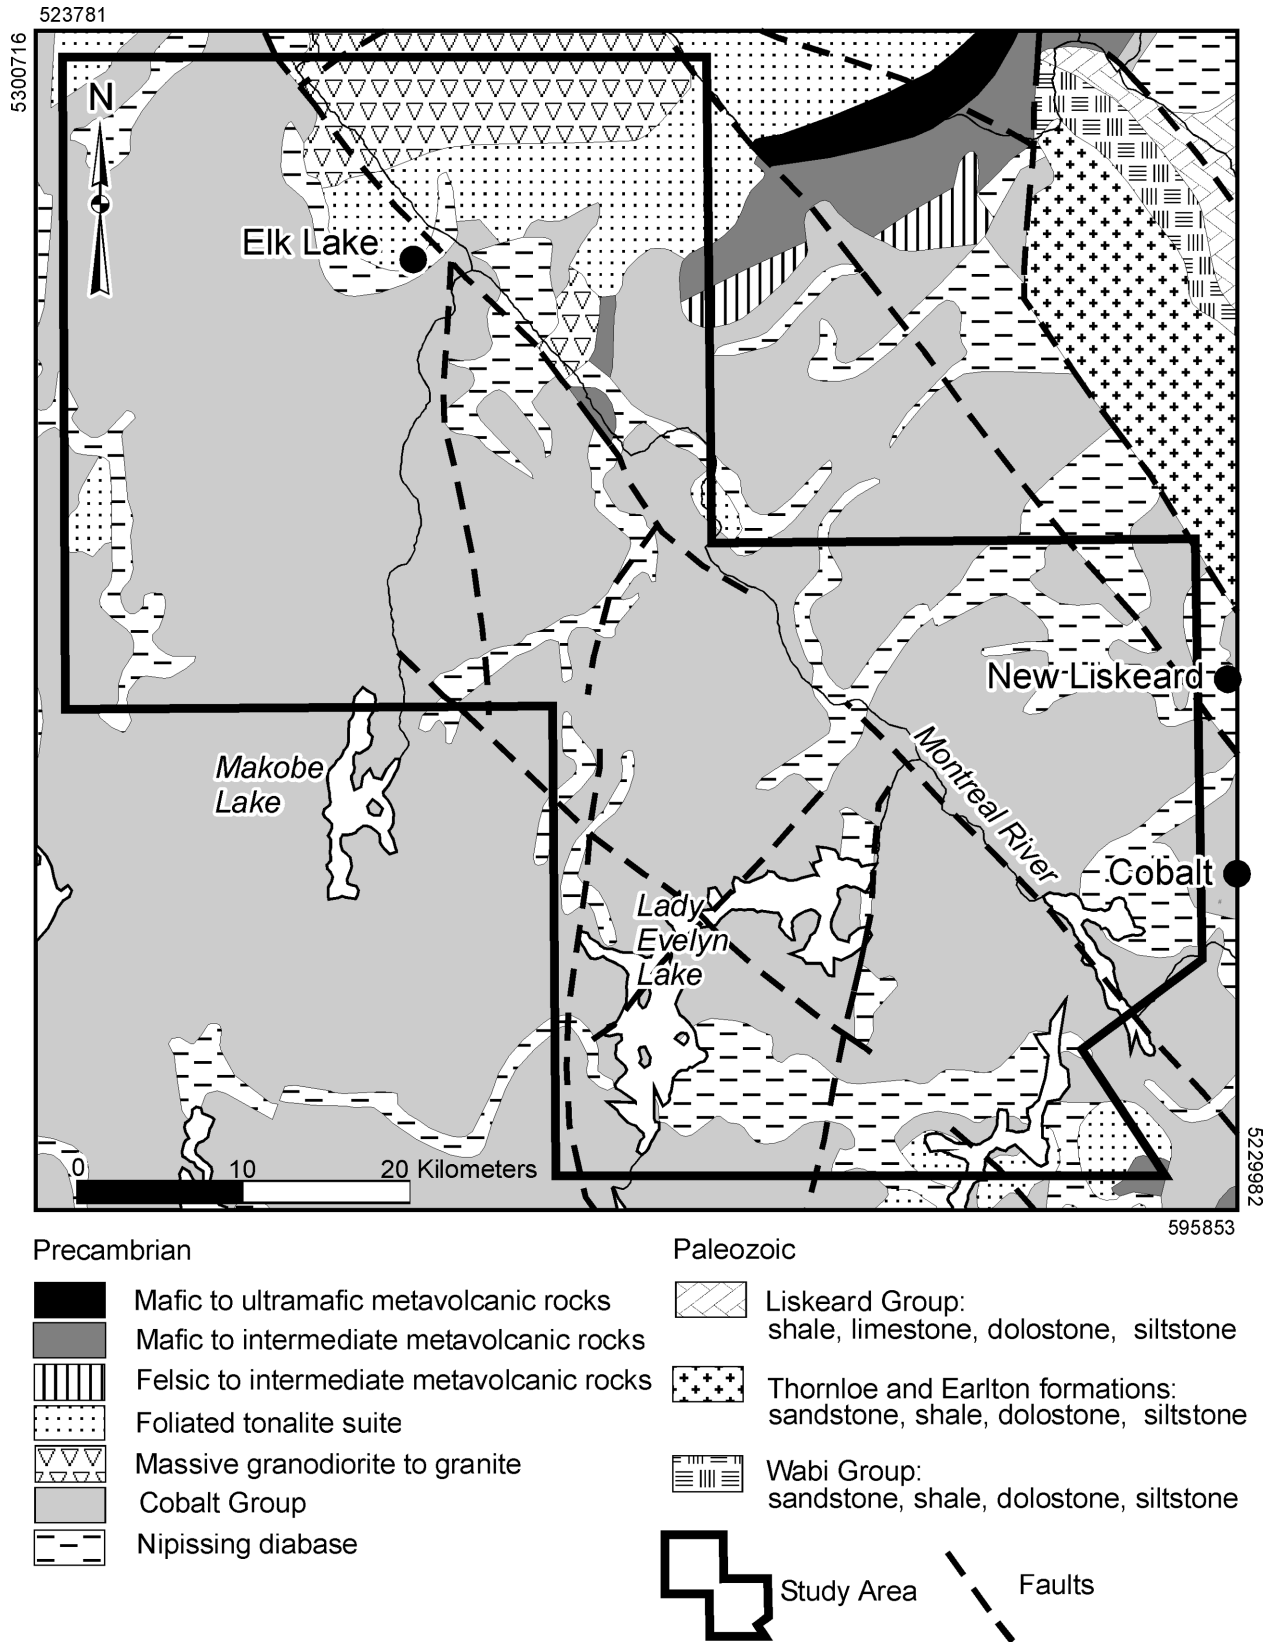 523781
5300716
N
Elk Lake
New Liskeard
Montreal River
Makobe
Lake
Cobalt
Lady
Evelyn
Lake
0 10 20 Kilometers
5229982
595853
Precambrian
Mafic to ultramafic metavolcanic rocks
Mafic to intermediate metavolcanic rocks
Felsic to intermediate metavolcanic rocks
Foliated tonalite suite
Massive granodiorite to granite
Cobalt Group
Nipissing diabase
Paleozoic
Liskeard Group:
shale, limestone, dolostone, siltstone
Thornloe and Earlton formations:
sandstone, shale, dolostone, siltstone
Wabi Group:
sandstone, shale, dolostone, siltstone
Study Area
Faults